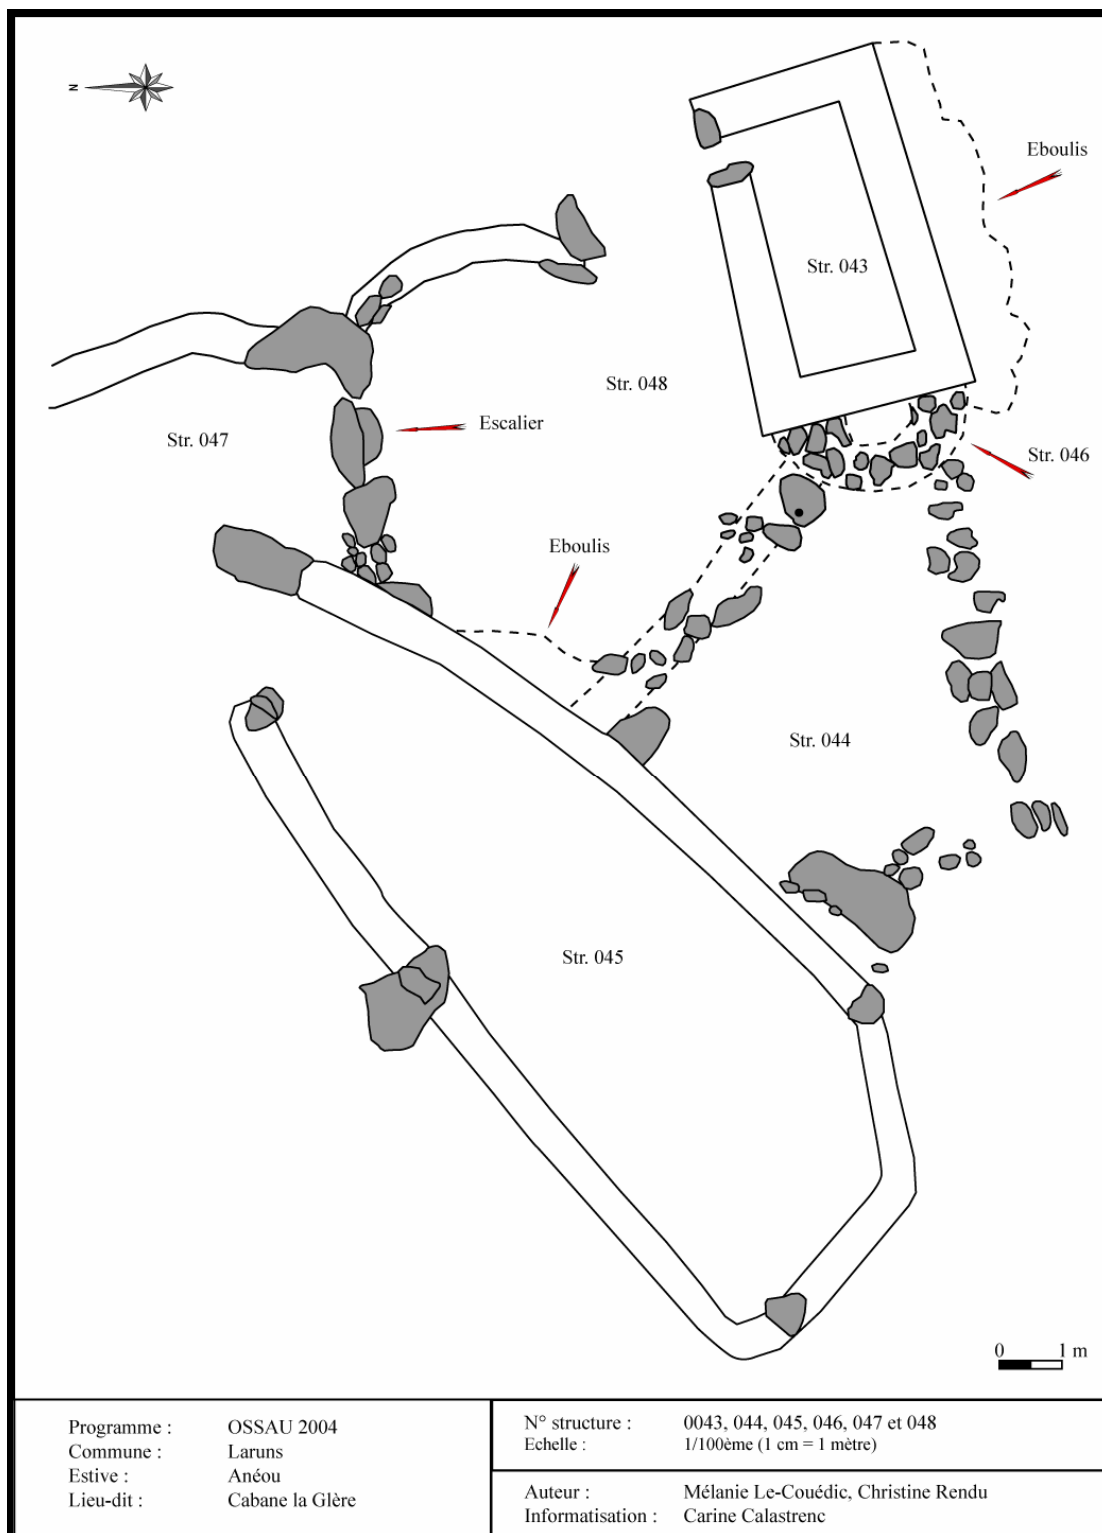 N
Eboulis
Str. 043
Str. 048
Escalier
Str. 047
Str. 046
Eboulis
Str. 044
Str. 045
0 1 m
Programme : OSSAU 2004
Commune : Laruns
Estive : Anéou
Lieu-dit : Cabane la Glère
N° structure : 0043, 044, 045, 046, 047 et 048
Echelle : 1/100ème (1 cm = 1 mètre)
Auteur : Mélanie Le-Couédic, Christine Rendu
Informatisation : Carine Calastrenc